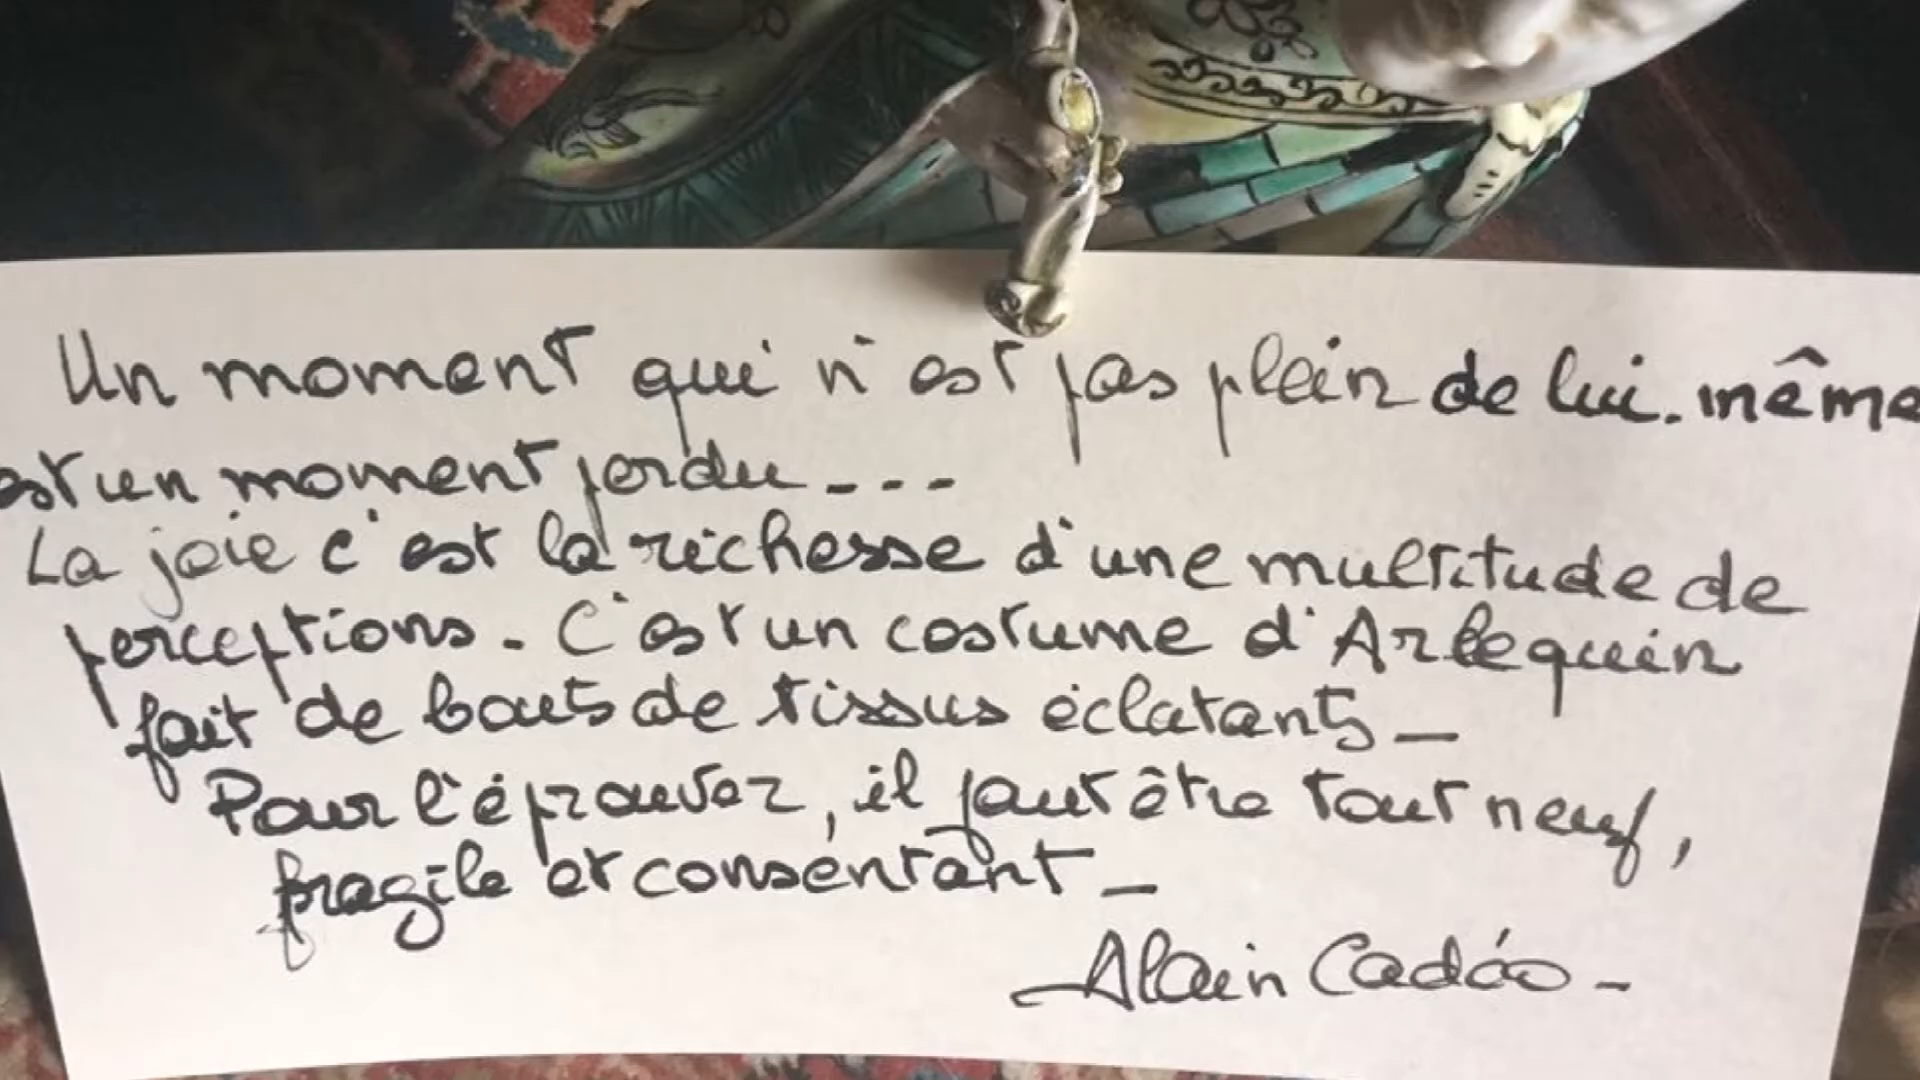 Un moment qui n'est pas plein de lui-même
est un moment perdu ....
La joie c'est la richesse d'une multitude de
perceptions. C'est un costume d'Arlequin
fait de bouts de tissus éclatants -
Pour l'éprouver, il faut être tout neuf,
fragile et consentant -
Alain Cadéo -